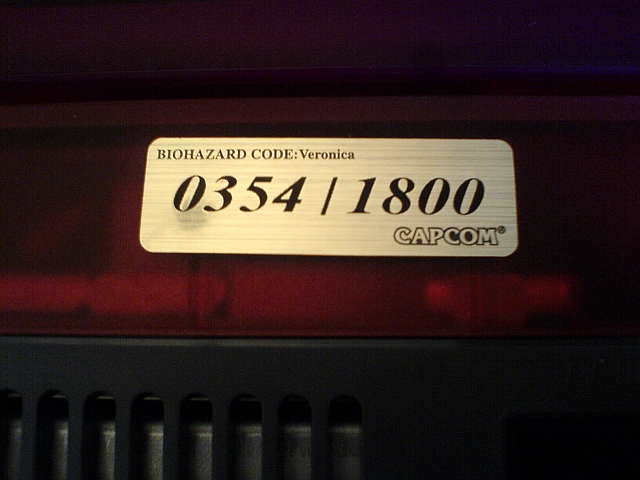 BIOHAZARD CODE:Veronica
0354 / 1800
CAPCOM®